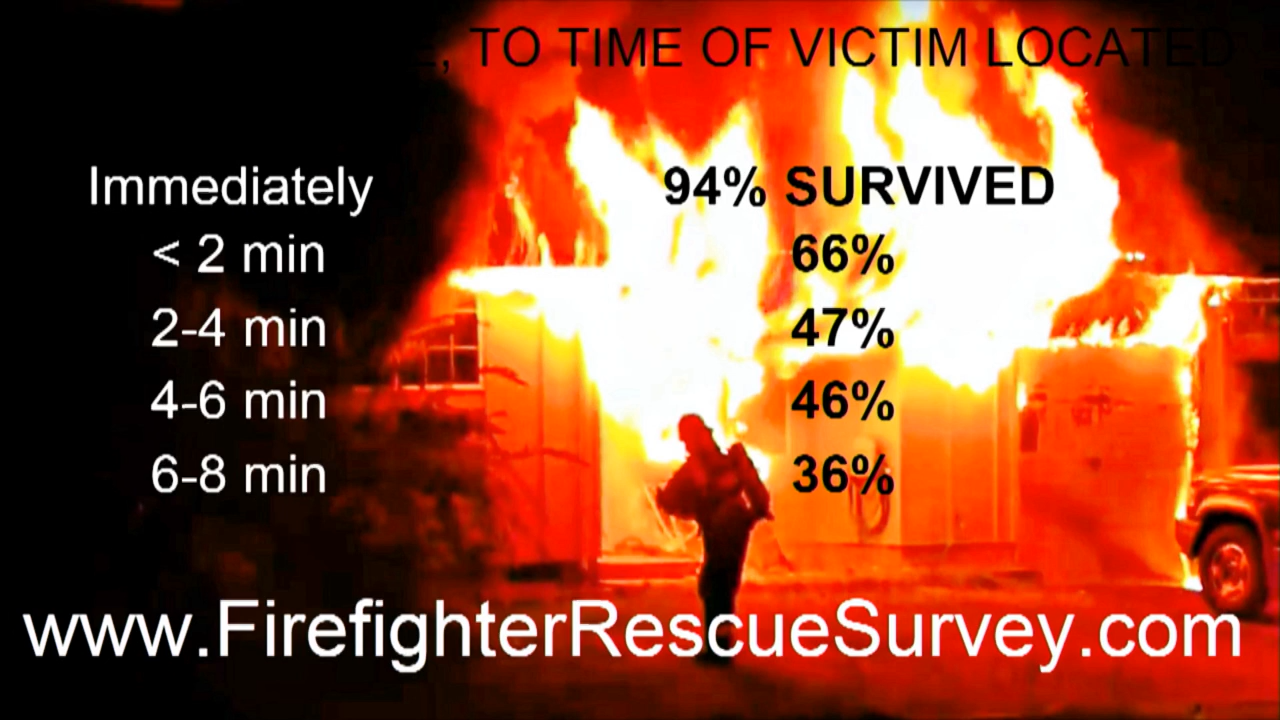 , TO TIME OF VICTIM LOCATED
Immediately 94% SURVIVED
< 2 min 66%
2-4 min 47%
4-6 min 46%
6-8 min 36%
www.FirefighterRescueSurvey.com